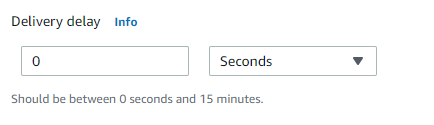 Delivery delay Info
0 Seconds
Should be between 0 seconds and 15 minutes.